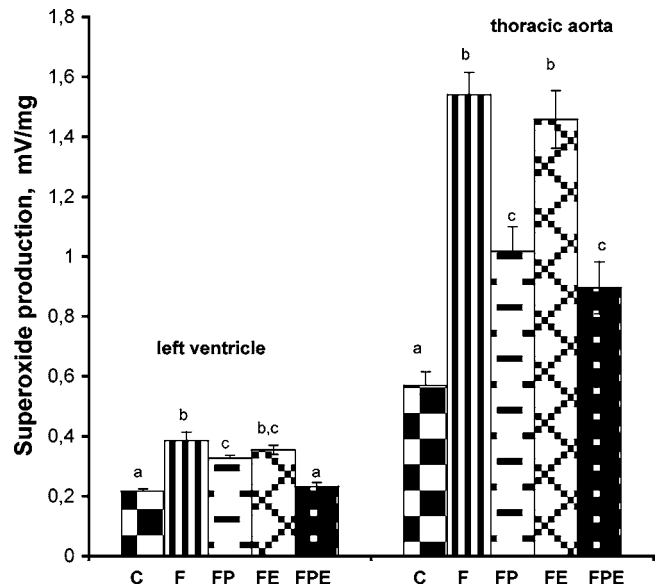 Superoxide production, mV/mg
1,8
1,6
1,4
1,2
1
0,8
0,6
0,4
0,2
0
left ventricle
a
b
c
b,c
a
thoracic aorta
a
b
c
b
c
C F FP FE FPE C F FP FE FPE